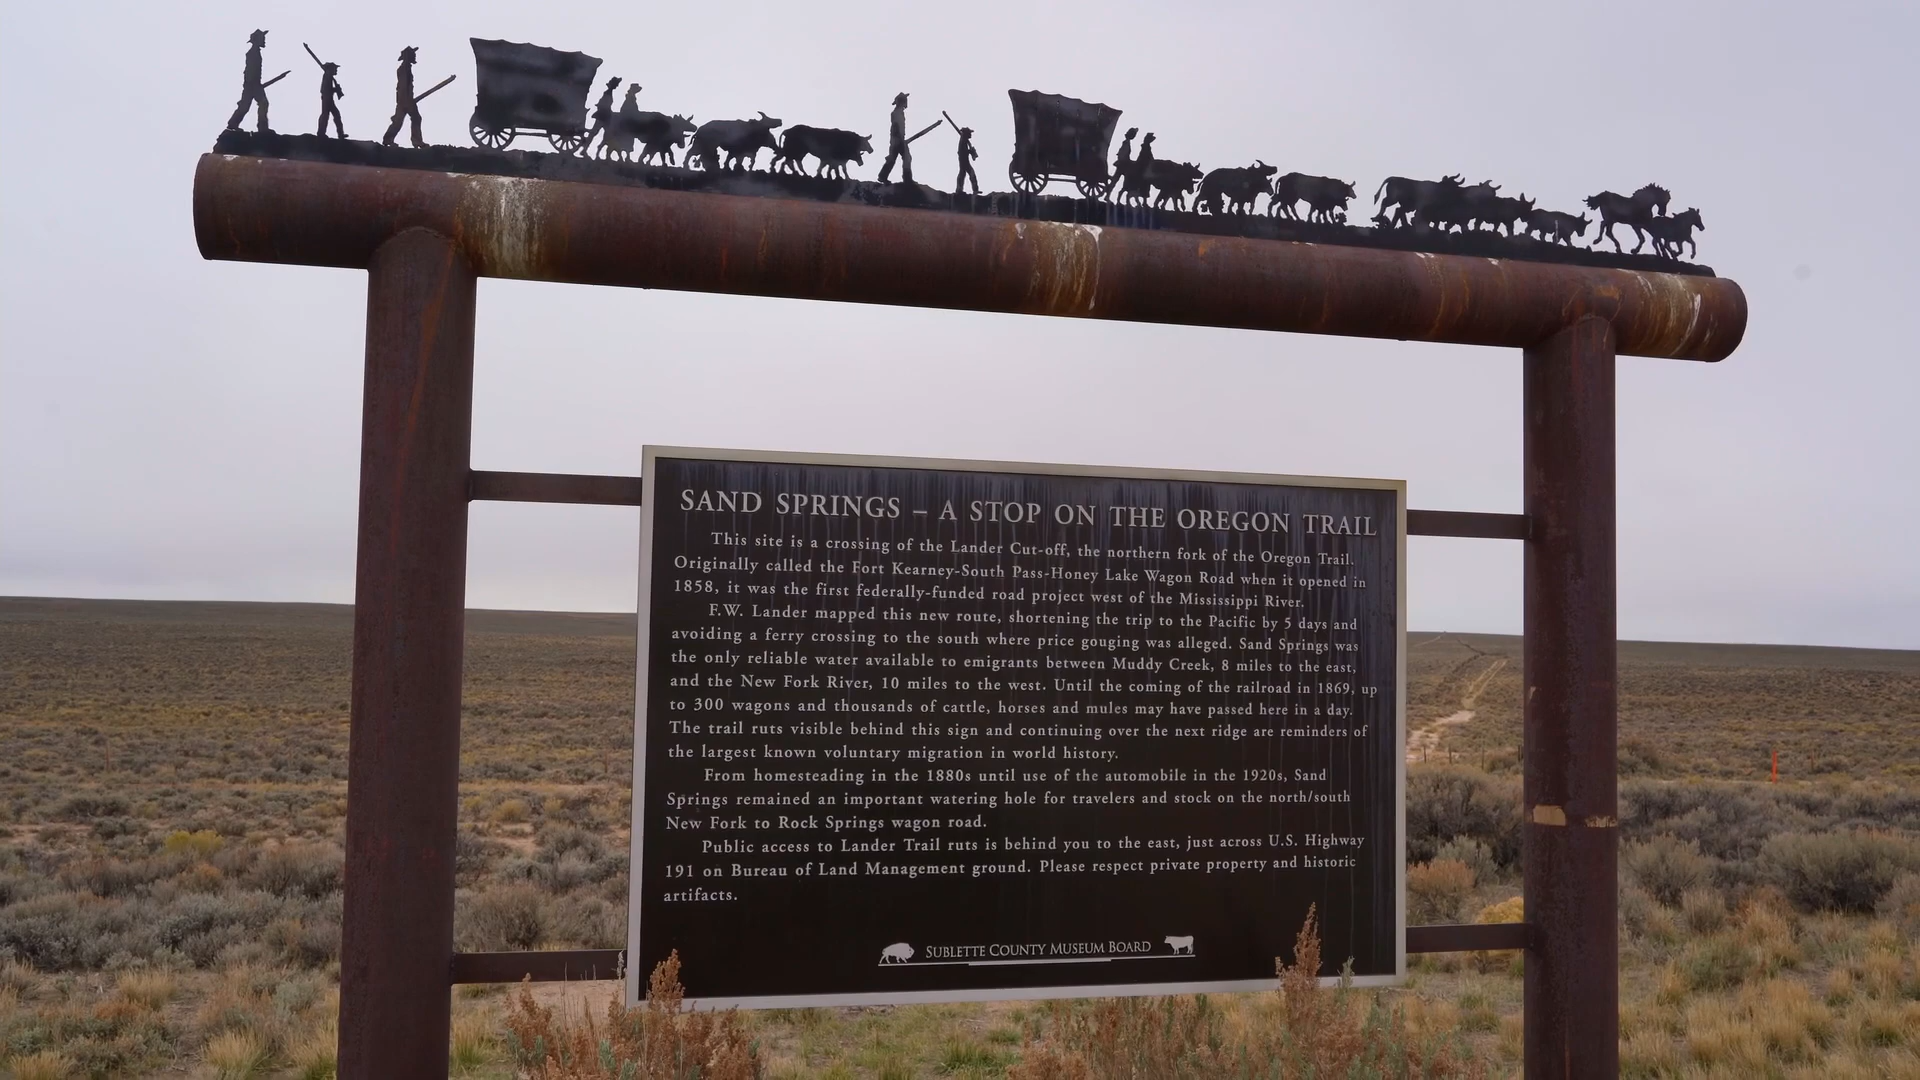 SAND SPRINGS – A STOP ON THE OREGON TRAIL
This site is a crossing of the Lander Cut-off, the northern fork of the Oregon Trail.
Originally called the Fort Kearney-South Pass-Honey Lake Wagon Road when it opened in
1858, it was the first federally-funded road project west of the Mississippi River.
F.W. Lander mapped this new route, shortening the trip to the Pacific by 5 days and
avoiding a ferry crossing to the south where price gouging was alleged. Sand Springs was
the only reliable water available to emigrants between Muddy Creek, 8 miles to the east,
and the New Fork River, 10 miles to the west. Until the coming of the railroad in 1869, up
to 300 wagons and thousands of cattle, horses and mules may have passed here in a day.
The trail ruts visible behind this sign and continuing over the next ridge are reminders of
the largest known voluntary migration in world history.
From homesteading in the 1880s until use of the automobile in the 1920s, Sand
Springs remained an important watering hole for travelers and stock on the north/south
New Fork to Rock Springs wagon road.
Public access to Lander Trail ruts is behind you to the east, just across U.S. Highway
191 on Bureau of Land Management ground. Please respect private property and historic
artifacts.
SUBLETTE COUNTY MUSEUM BOARD